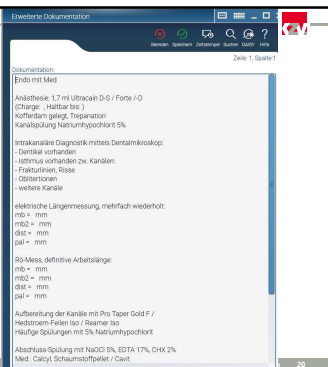 Erweiterte Dokumentation
KZV
Beenden Speichern Zeitstempel Suchen DAISY Hilfe
Zeile: 1, Spalte:1
Dokumentation:
Endo mit Med
Anästhesie: 1,7 ml Ultracain D-S / Forte /-D
(Charge: , Haltbar bis: )
Kofferdam gelegt, Trepanation
Kanalspülung Natriumhypochlorit 5%
Intrakanaläre Diagnostik mittels Dentalmikroskop:
- Dentikel vorhanden
- Isthmus vorhanden zw. Kanälen:
- Frakturlinien, Risse
- Oblitertionen
- weitere Kanäle
elektrische Längenmessung, mehrfach wiederholt:
mb = mm
mb2 = mm
dist = mm
pal = mm
Rö-Mess, definitive Arbeitslänge:
mb = mm
mb2 = mm
dist = mm
pal = mm
Aufbereitung der Kanäle mit Pro Taper Gold F /
Hedstroem-Feilen Iso / Reamer Iso
Häufige Spülungen mit 5% Natriumhypochlorit
Abschluss-Spülung mit NaOCl 5%, EDTA 17%, CHX 2%
Med.: Calcyl, Schaumstoffpellet / Cavit
20